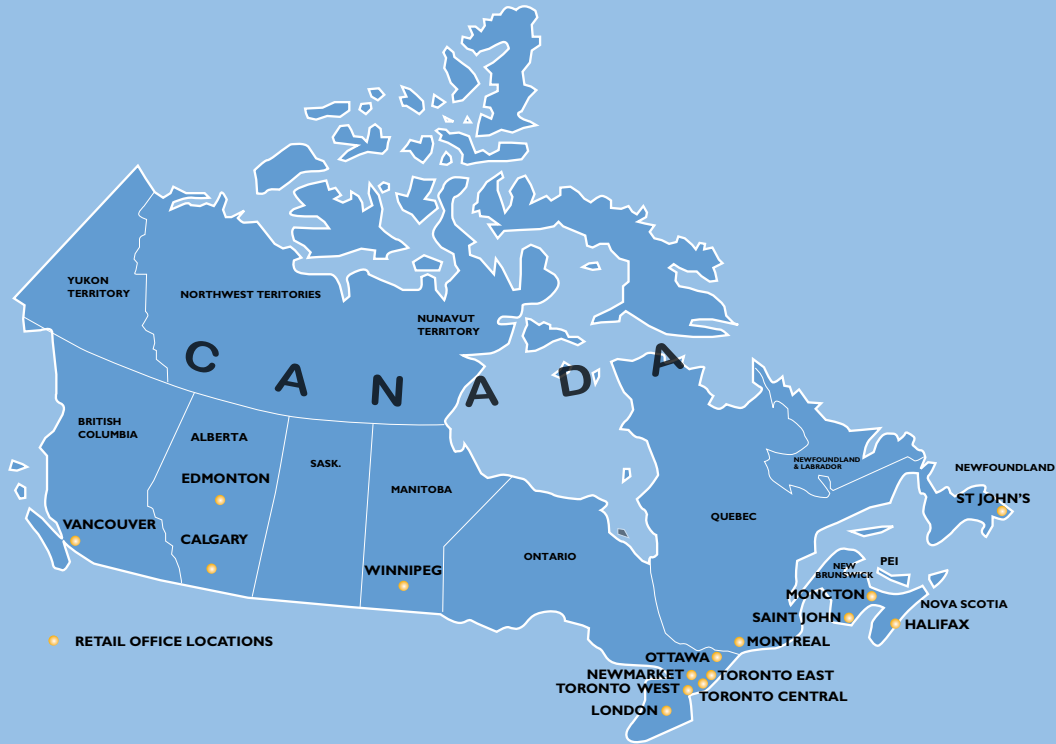 YUKON
TERRITORY
NORTHWEST TERITORIES
NUNAVUT
TERRITORY
C A N A D A
BRITISH
COLUMBIA
ALBERTA
SASK.
MANITOBA
EDMONTON
VANCOUVER
CALGARY
WINNIPEG
ONTARIO
QUEBEC
NEWFOUNDLAND
& LABRADOR
NEWFOUNDLAND
ST JOHN'S
NEW
BRUNSWICK
PEI
MONCTON
NOVA SCOTIA
SAINT JOHN
HALIFAX
MONTREAL
OTTAWA
NEWMARKET
TORONTO EAST
TORONTO WEST
TORONTO CENTRAL
LONDON
RETAIL OFFICE LOCATIONS